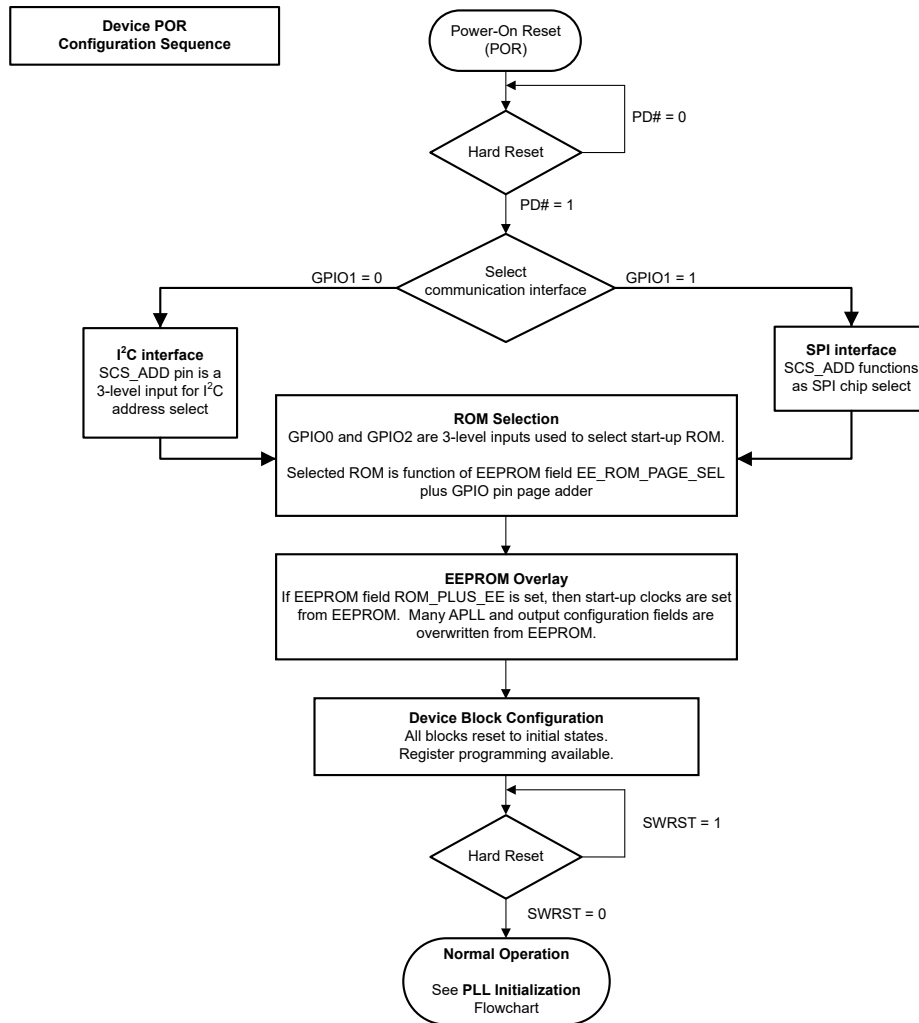 Device POR
Configuration Sequence
Power-On Reset
(POR)
PD# = 0
Hard Reset
PD# = 1
Select
communication interface
GPIO1 = 0
GPIO1 = 1
I²C interface
SCS_ADD pin is a
3-level input for I²C
address select
SPI interface
SCS_ADD functions
as SPI chip select
ROM Selection
GPIO0 and GPIO2 are 3-level inputs used to select start-up ROM.
Selected ROM is function of EEPROM field EE_ROM_PAGE_SEL
plus GPIO pin page adder
EEPROM Overlay
If EEPROM field ROM_PLUS_EE is set, then start-up clocks are set
from EEPROM. Many APLL and output configuration fields are
overwritten from EEPROM.
Device Block Configuration
All blocks reset to initial states.
Register programming available.
SWRST = 1
Hard Reset
SWRST = 0
Normal Operation
See PLL Initialization
Flowchart